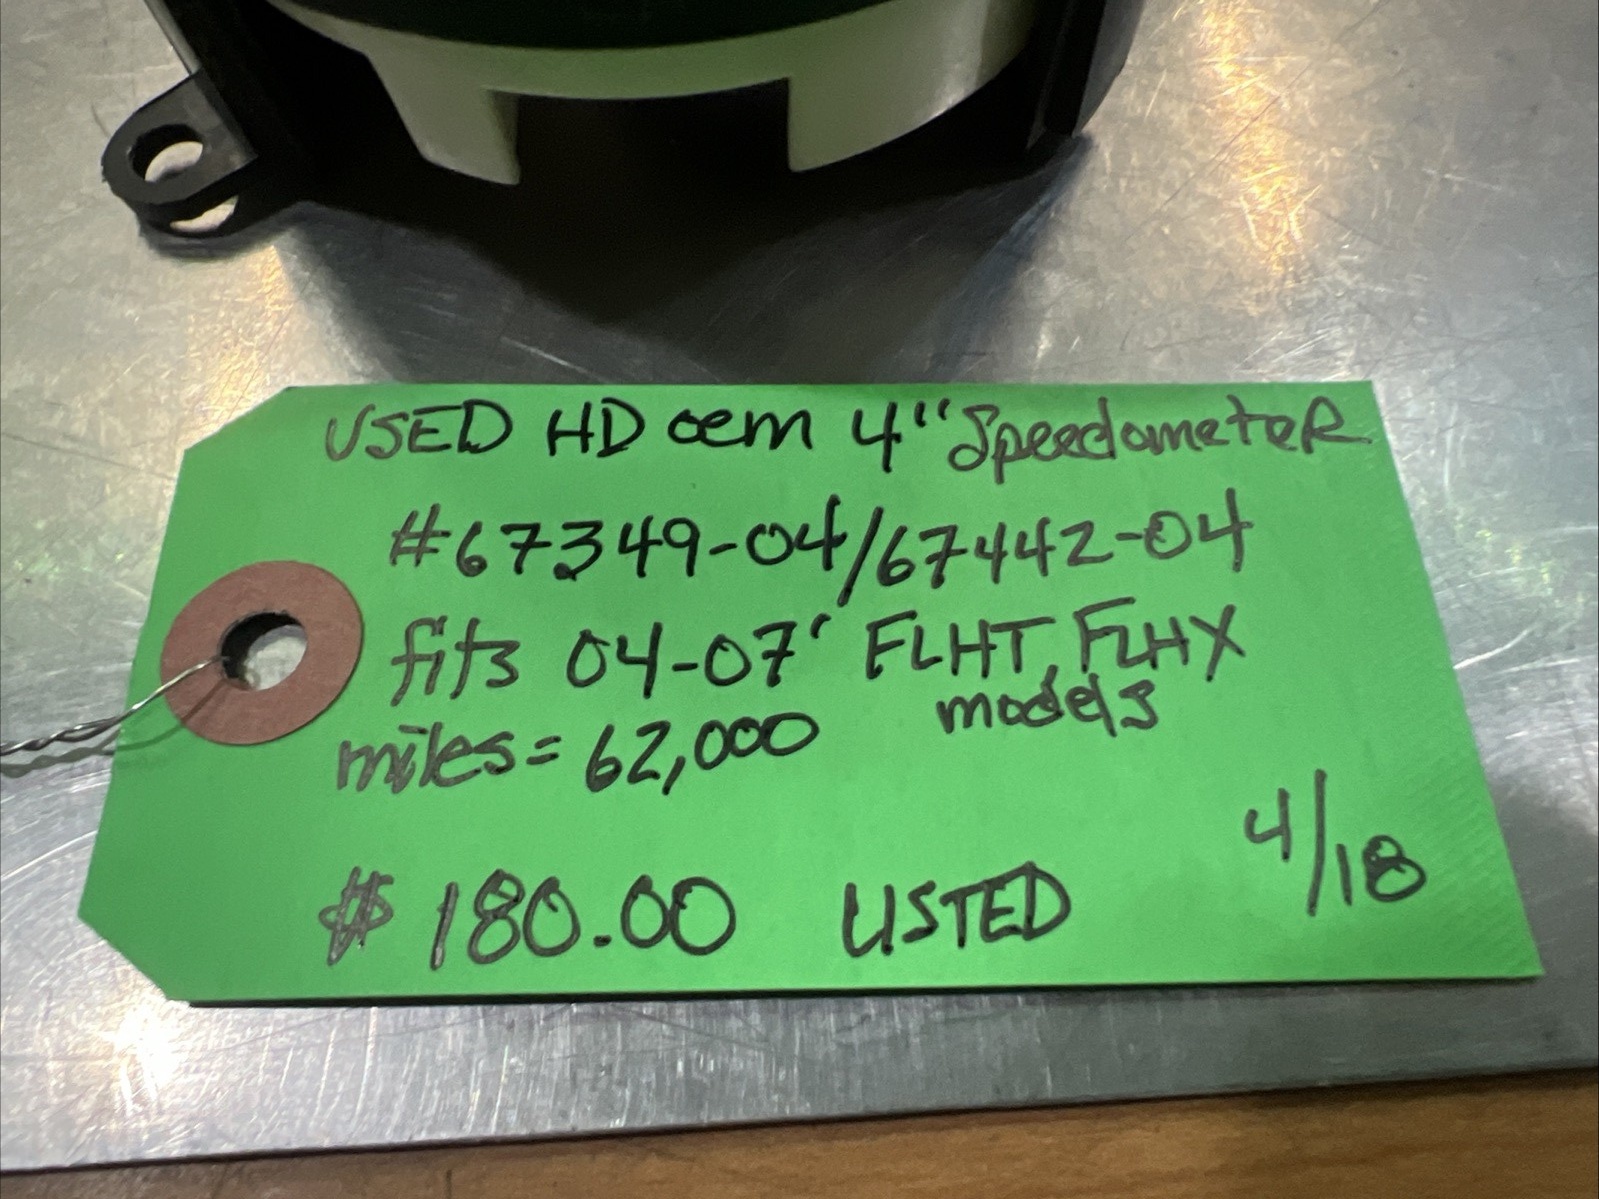 USED HD oem 4" SpeedometeR
#67349-04/67442-04
fits 04-07' FLHT, FLHX
models
miles = 62,000
4/18
$180.00 LISTED